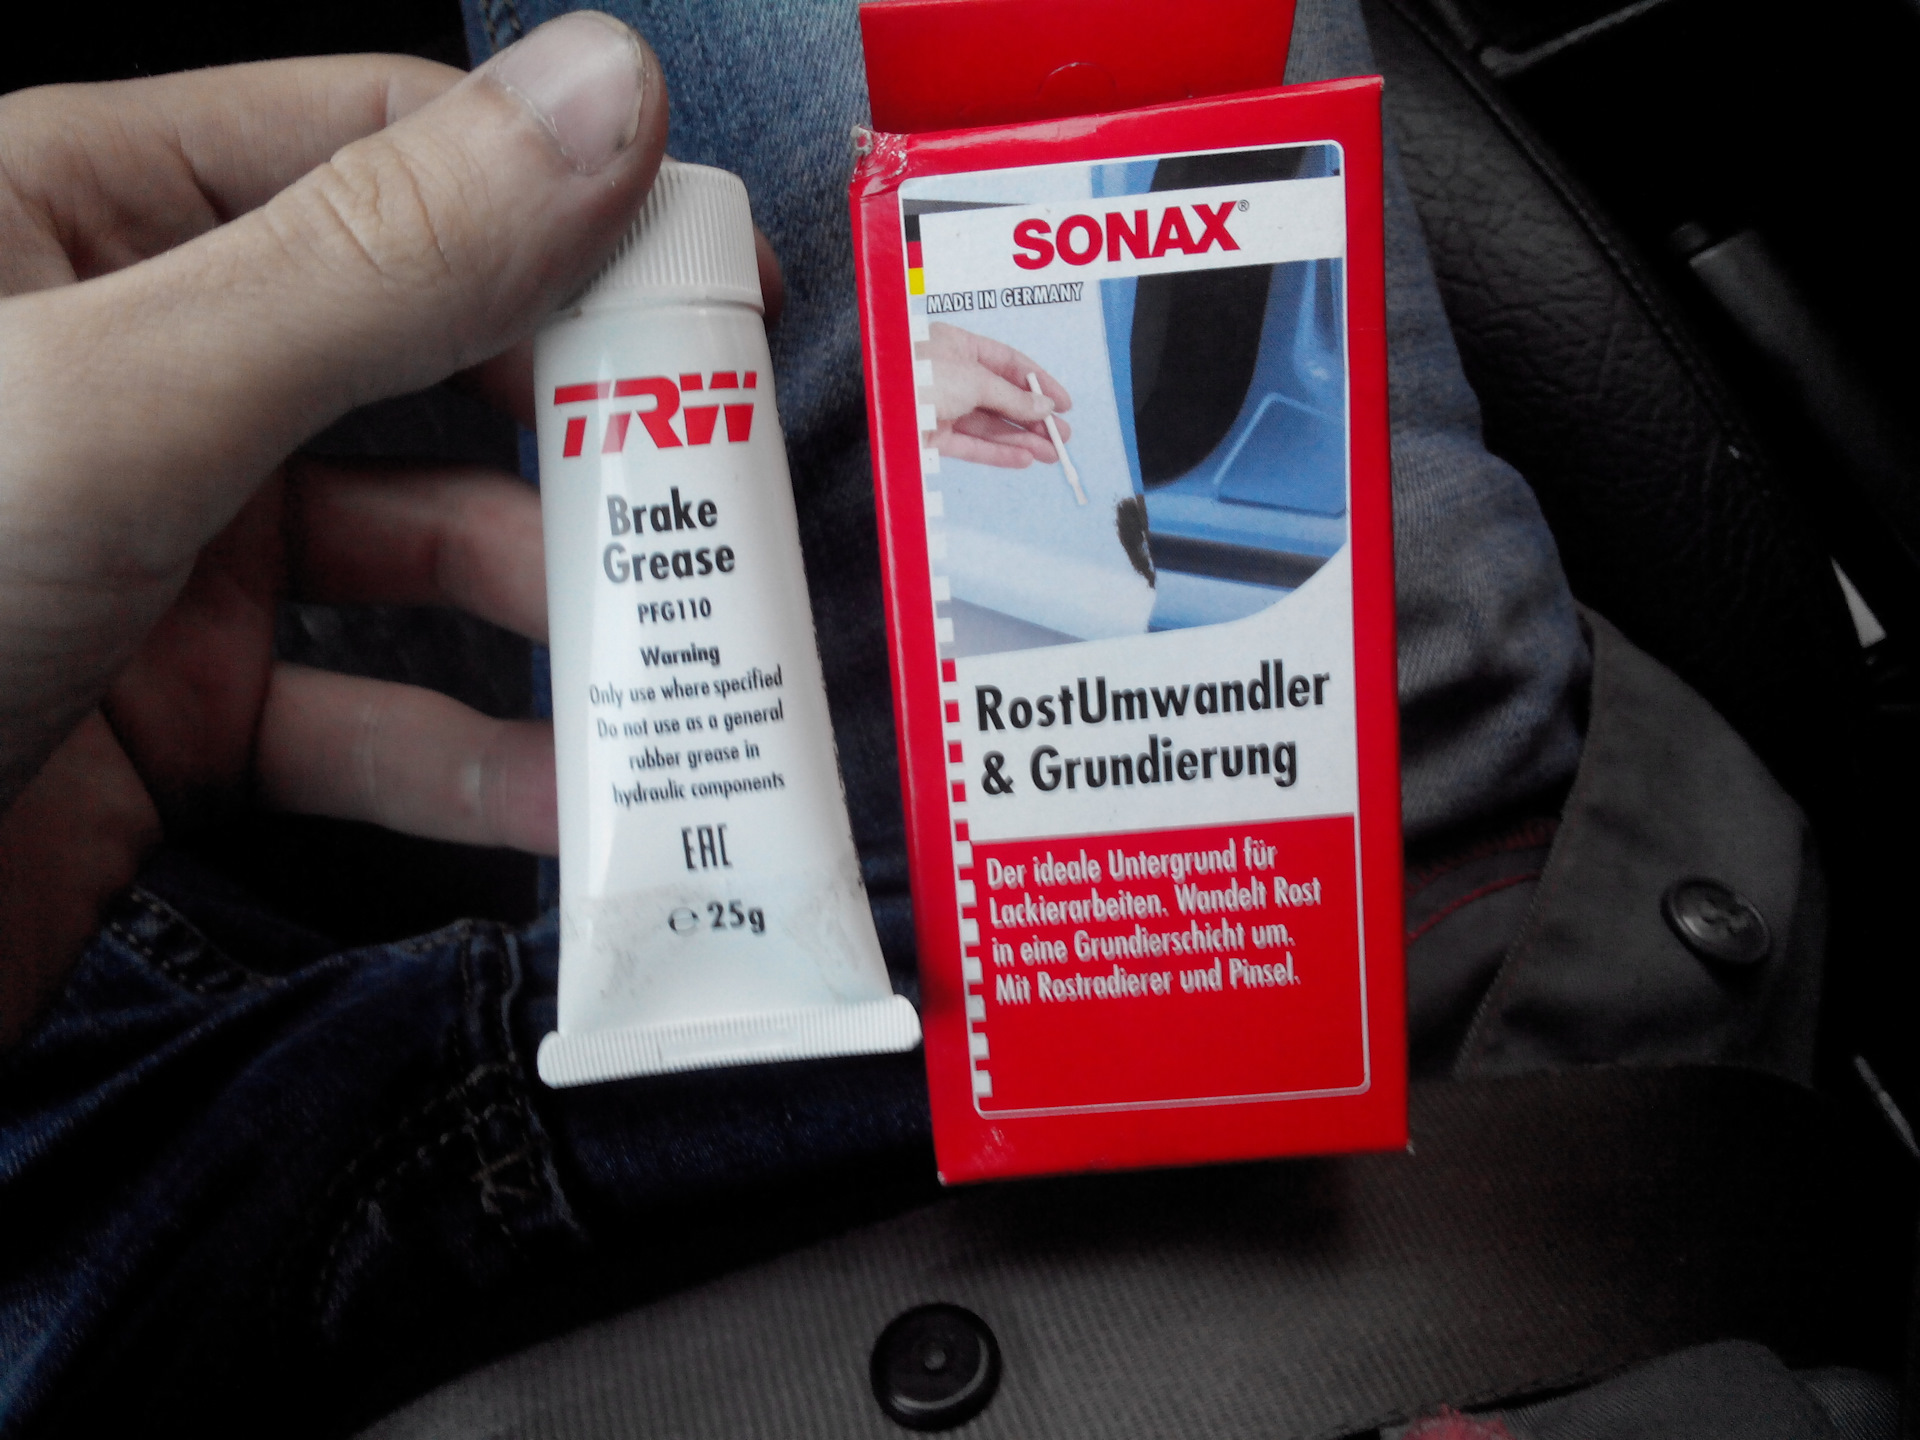 TRW
Brake
Grease
PFG110
Warning
Only use where specified
Do not use as a general
rubber grease in
hydraulic components
EAC
℮ 25g
SONAX®
MADE IN GERMANY
RostUmwandler
& Grundierung
Der ideale Untergrund für
Lackierarbeiten. Wandelt Rost
in eine Grundierschicht um.
Mit Rostradierer und Pinsel.